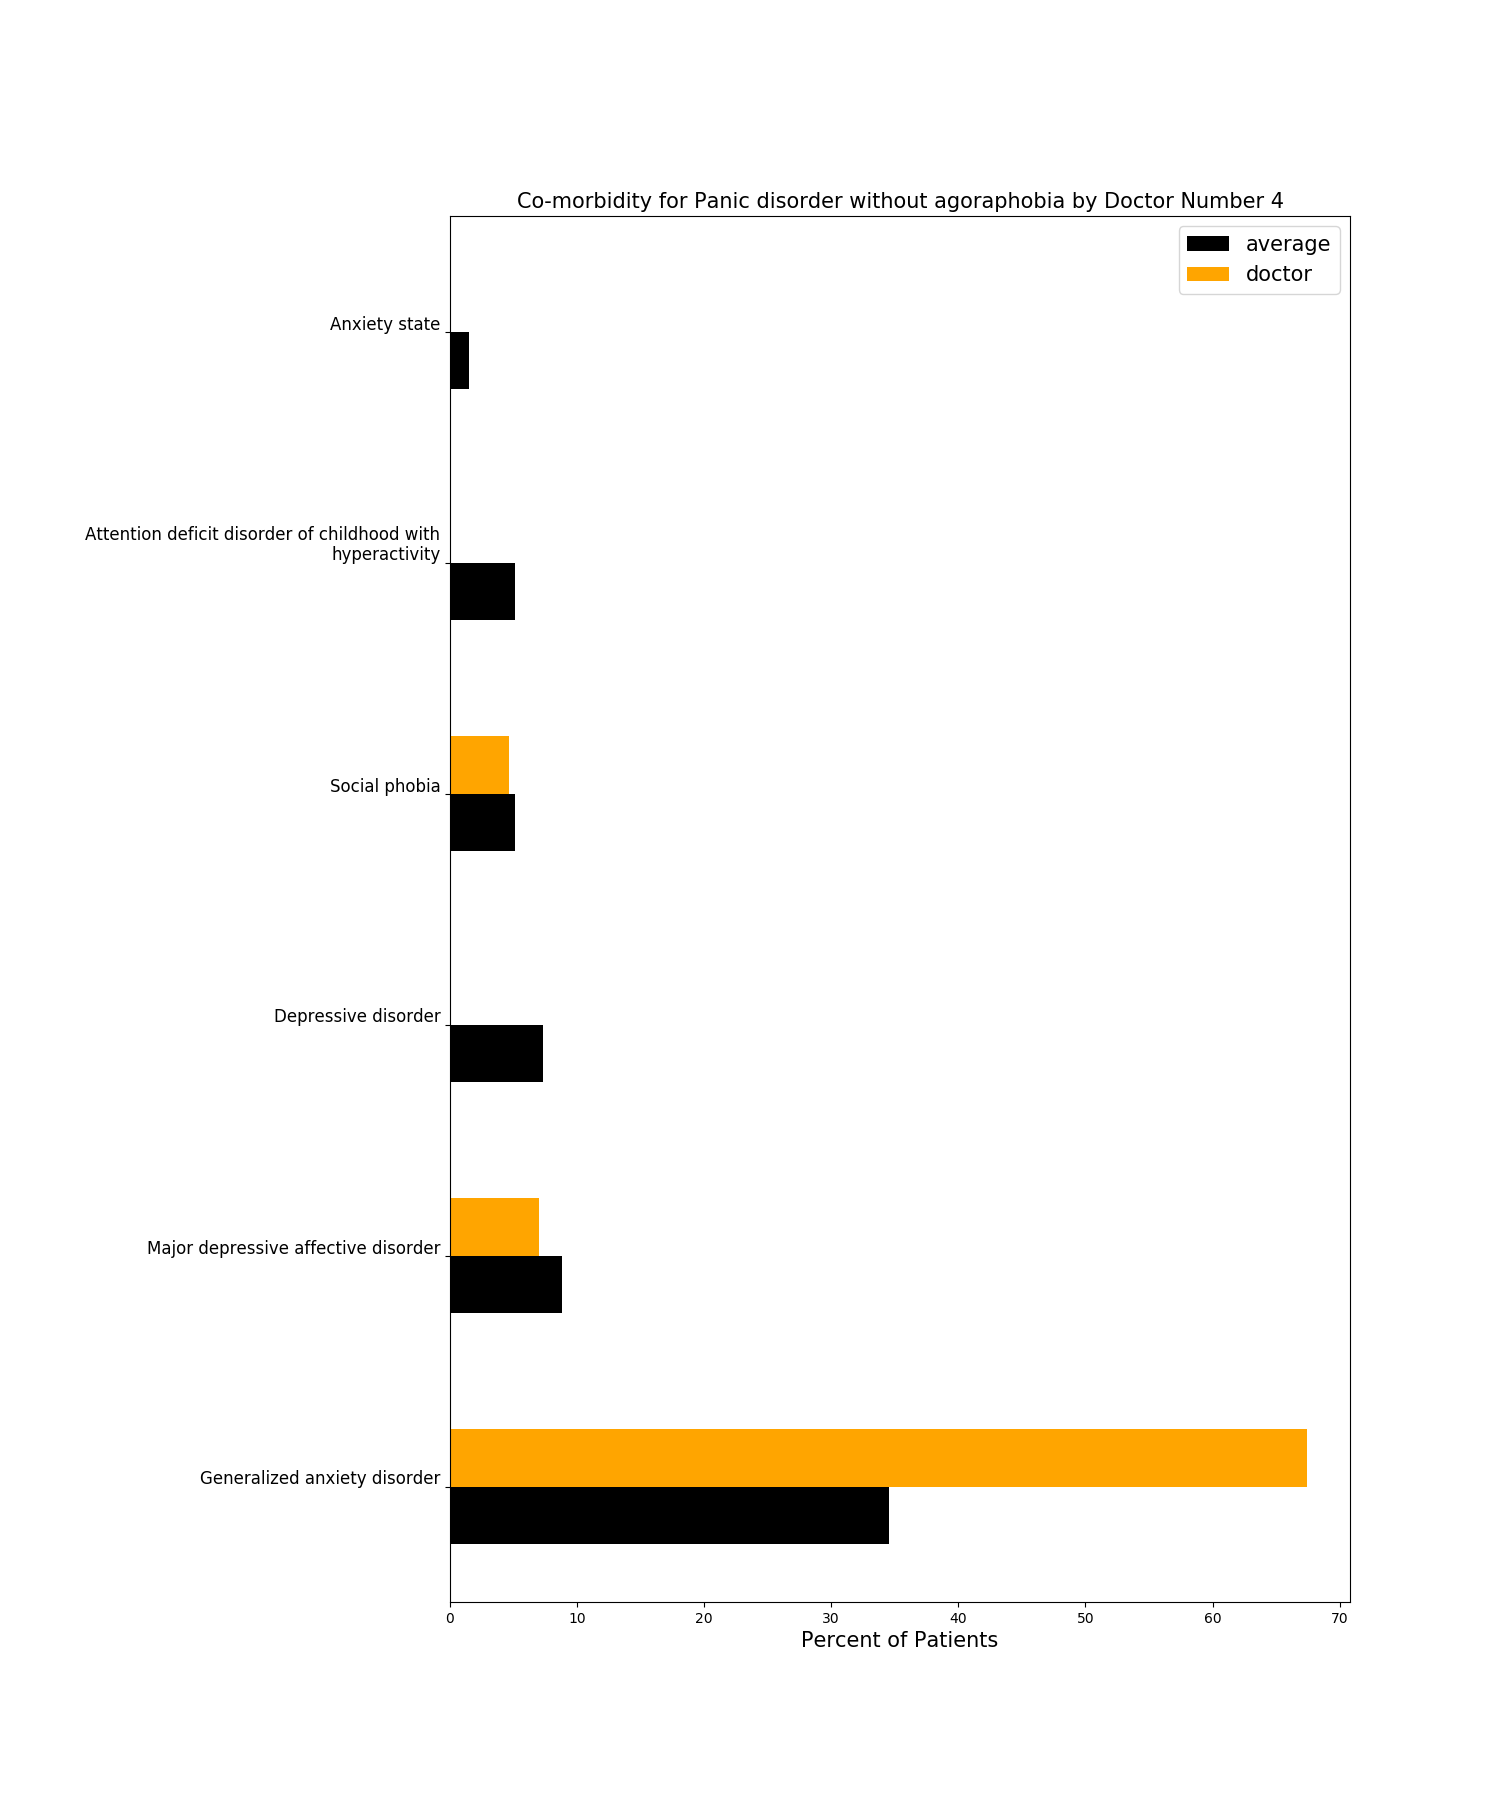 Co-morbidity for Panic disorder without agoraphobia by Doctor Number 4
average
doctor
Anxiety state
Attention deficit disorder of childhood with
hyperactivity
Social phobia
Depressive disorder
Major depressive affective disorder
Generalized anxiety disorder
0 10 20 30 40 50 60 70
Percent of Patients